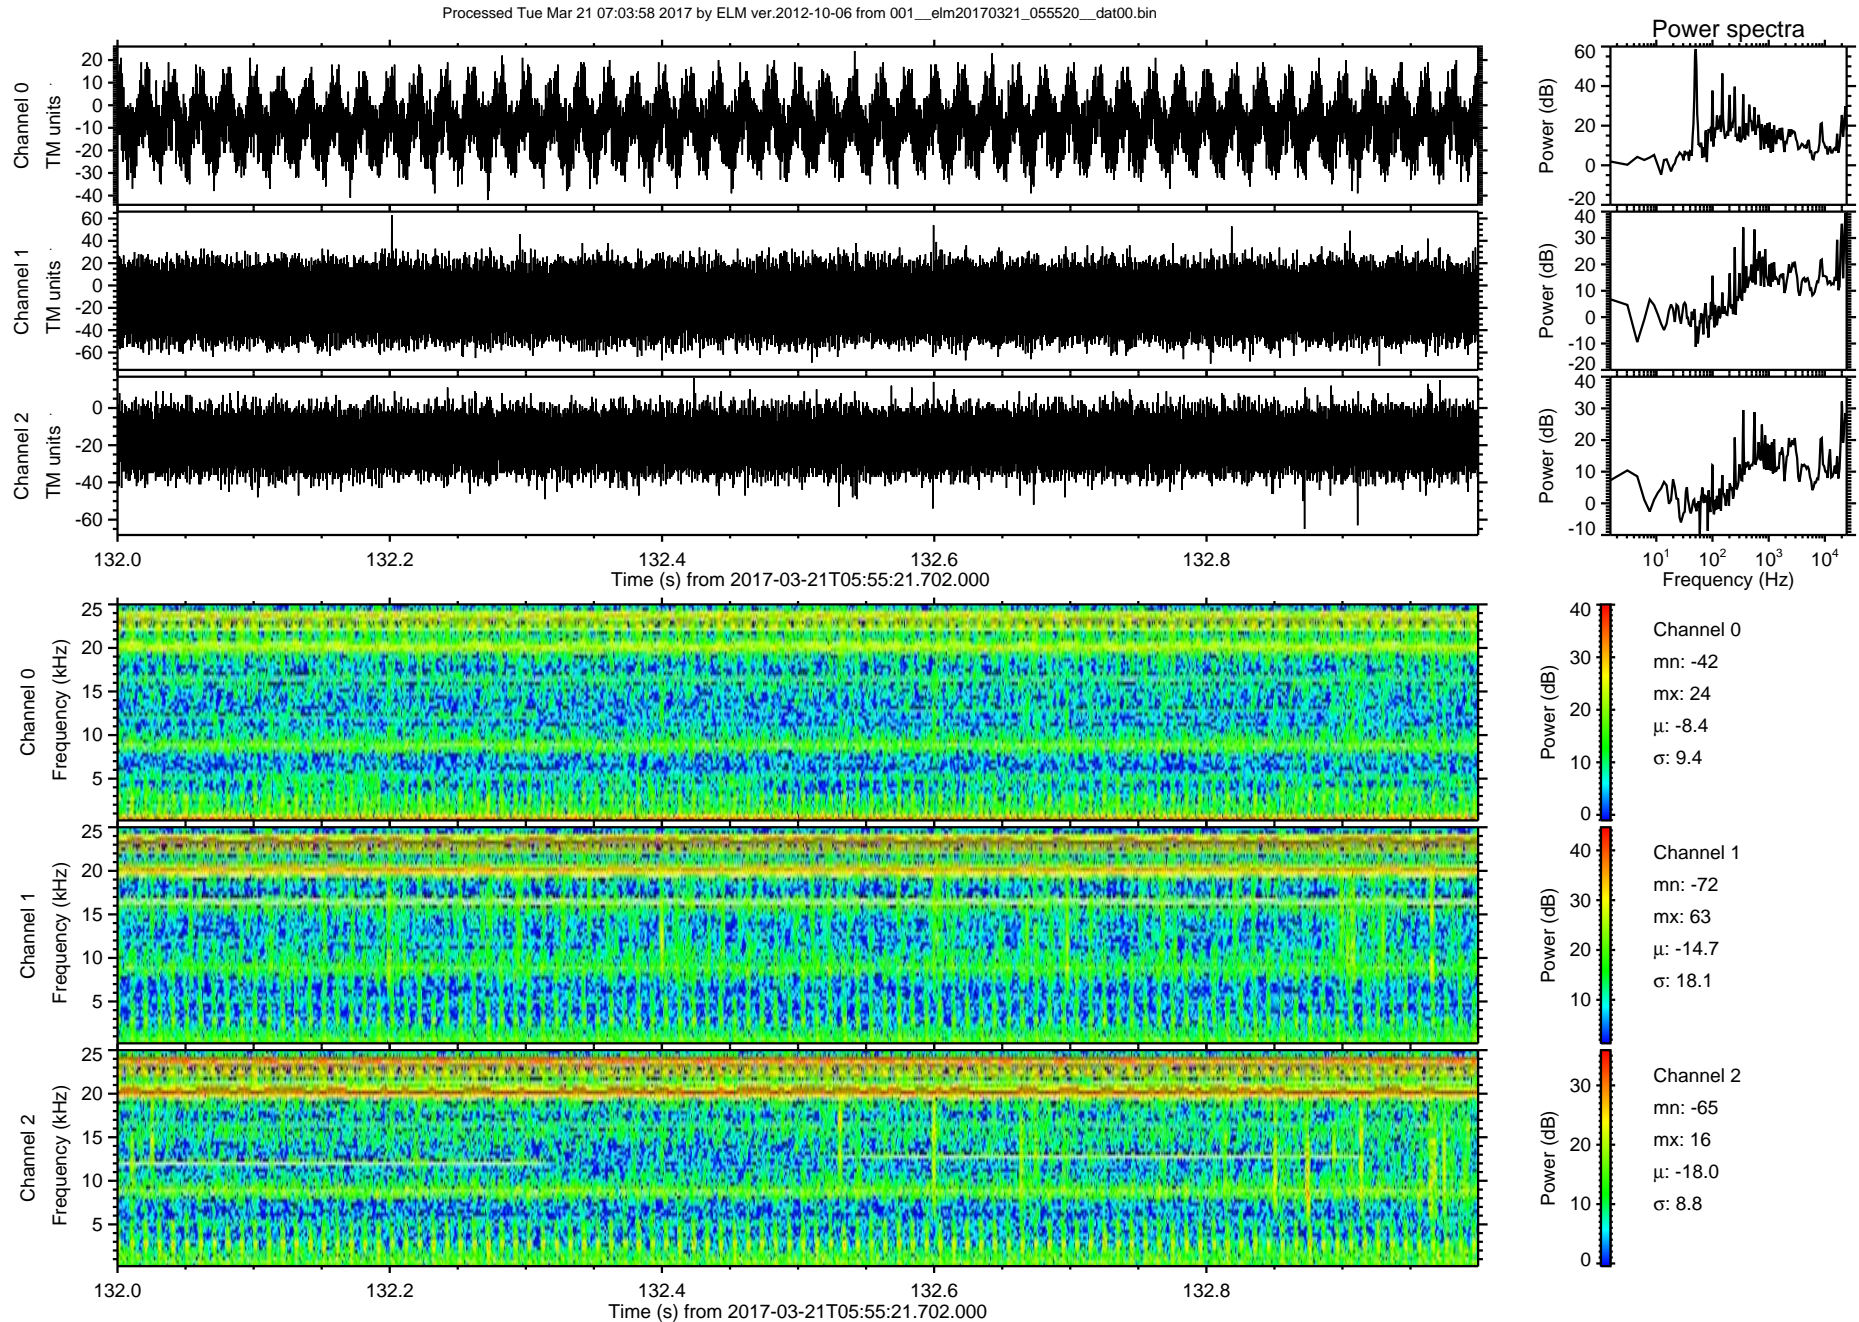 Processed Tue Mar 21 07:03:58 2017 by ELM ver.2012-10-06 from 001__elm20170321_055520__dat00.bin
Power spectra
Channel 0
TM units
20
10
0
-10
-20
-30
-40
Power (dB)
60
40
20
0
-20
Channel 1
TM units
60
40
20
0
-20
-40
-60
Power (dB)
40
30
20
10
0
-10
-20
Channel 2
TM units
0
-20
-40
-60
Power (dB)
40
30
20
10
0
-10
132.0 132.2 132.4 132.6 132.8
Time (s) from 2017-03-21T05:55:21.702.000
10¹ 10² 10³ 10⁴
Frequency (Hz)
Channel 0
Frequency (kHz)
25
20
15
10
5
Power (dB)
40
30
20
10
0
Channel 0
mn: -42
mx: 24
μ: -8.4
σ: 9.4
Channel 1
Frequency (kHz)
25
20
15
10
5
Power (dB)
40
30
20
10
Channel 1
mn: -72
mx: 63
μ: -14.7
σ: 18.1
Channel 2
Frequency (kHz)
25
20
15
10
5
Power (dB)
30
20
10
0
Channel 2
mn: -65
mx: 16
μ: -18.0
σ: 8.8
132.0 132.2 132.4 132.6 132.8
Time (s) from 2017-03-21T05:55:21.702.000